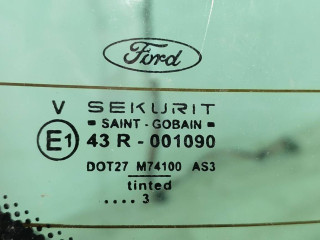 Ford
V SEKURIT
SAINT - GOBAIN
E1 43 R - 001090
DOT27 M74100 AS3
tinted
.... 3